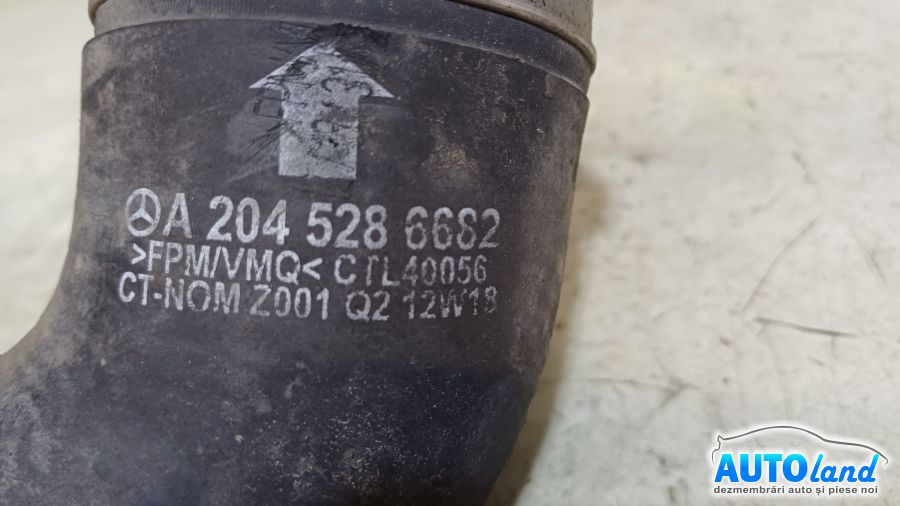 A 204 528 6682
>FPM/VMQ< CTL40056
CT-NOM Z001 Q2 12W18
AUTOland
dezmembrări auto și piese noi